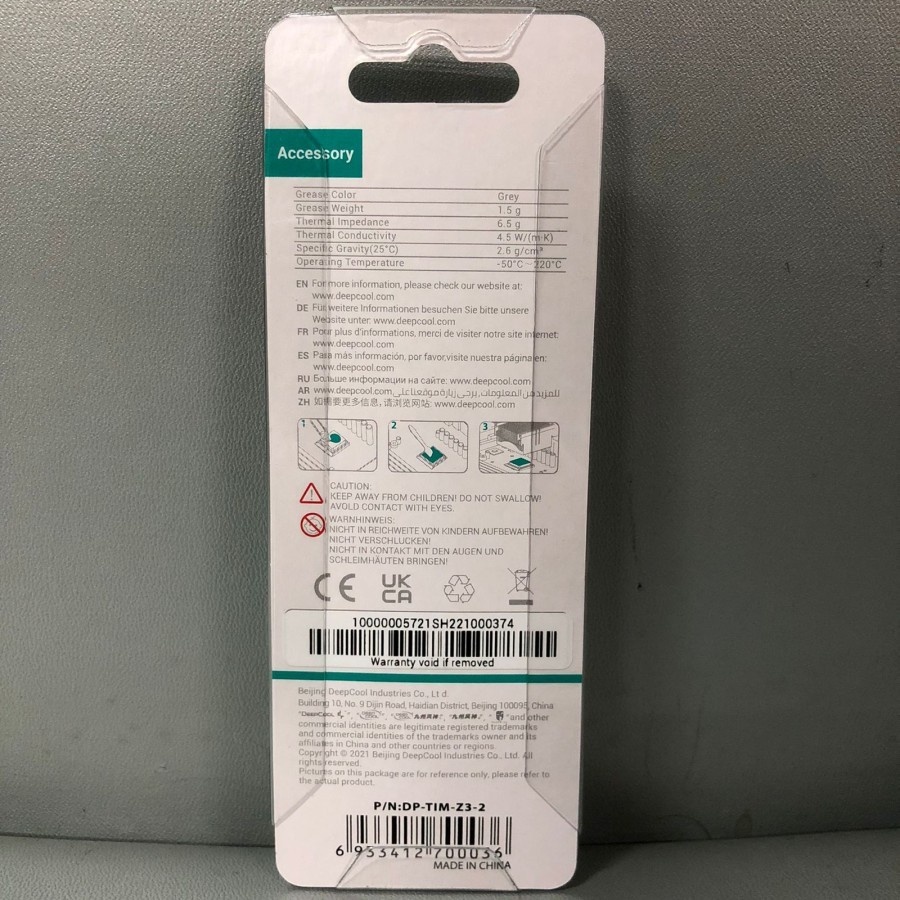 Accessory
Grease Color Grey
Grease Weight 1.5 g
Thermal Impedance 6.5 g
Thermal Conductivity 4.5 W/(m·K)
Specific Gravity(25°C) 2.6 g/cm³
Operating Temperature -50°C ~ 220°C
EN For more information, please check our website at:
www.deepcool.com
DE Für weitere Informationen besuchen Sie bitte unsere
Website unter: www.deepcool.com
FR Pour plus d'informations, merci de visiter notre site internet:
www.deepcool.com
ES Para más información, por favor,visite nuestra página en:
www.deepcool.com
RU Больше информации на сайте: www.deepcool.com
AR www.deepcool.com للمزيد من المعلومات,يرجى زيارة موقعنا على
ZH 如需要更多信息, 请浏览网站: www.deepcool.com
1 2 3
CAUTION:
KEEP AWAY FROM CHILDREN! DO NOT SWALLOW!
AVOLD CONTACT WITH EYES.
WARNHINWEIS:
NICHT IN REICHWEITE VON KINDERN AUFBEWAHREN!
NICHT VERSCHLUCKEN!
NICHT IN KONTAKT MIT DEN AUGEN UND
SCHLEIMHÄUTEN BRINGEN!
CE UK
CA
10000005721SH221000374
Warranty void if removed
Beijing DeepCool Industries Co., Lt d.
Building 10, No. 9 Dijin Road, Haidian District, Beijing 100095, China
"DEEPCOOL and other
commercial identities are legitimate registered trademarks
and commercial identities of the trademarks owner and its
affiliates in China and other countries or regions.
Copyright © 2021 Beijing DeepCool Industries Co., Ltd. All
rights reserved.
Pictures on this package are for reference only, please refer to
the actual product.
P/N:DP-TIM-Z3-2
6 933412 700036
MADE IN CHINA